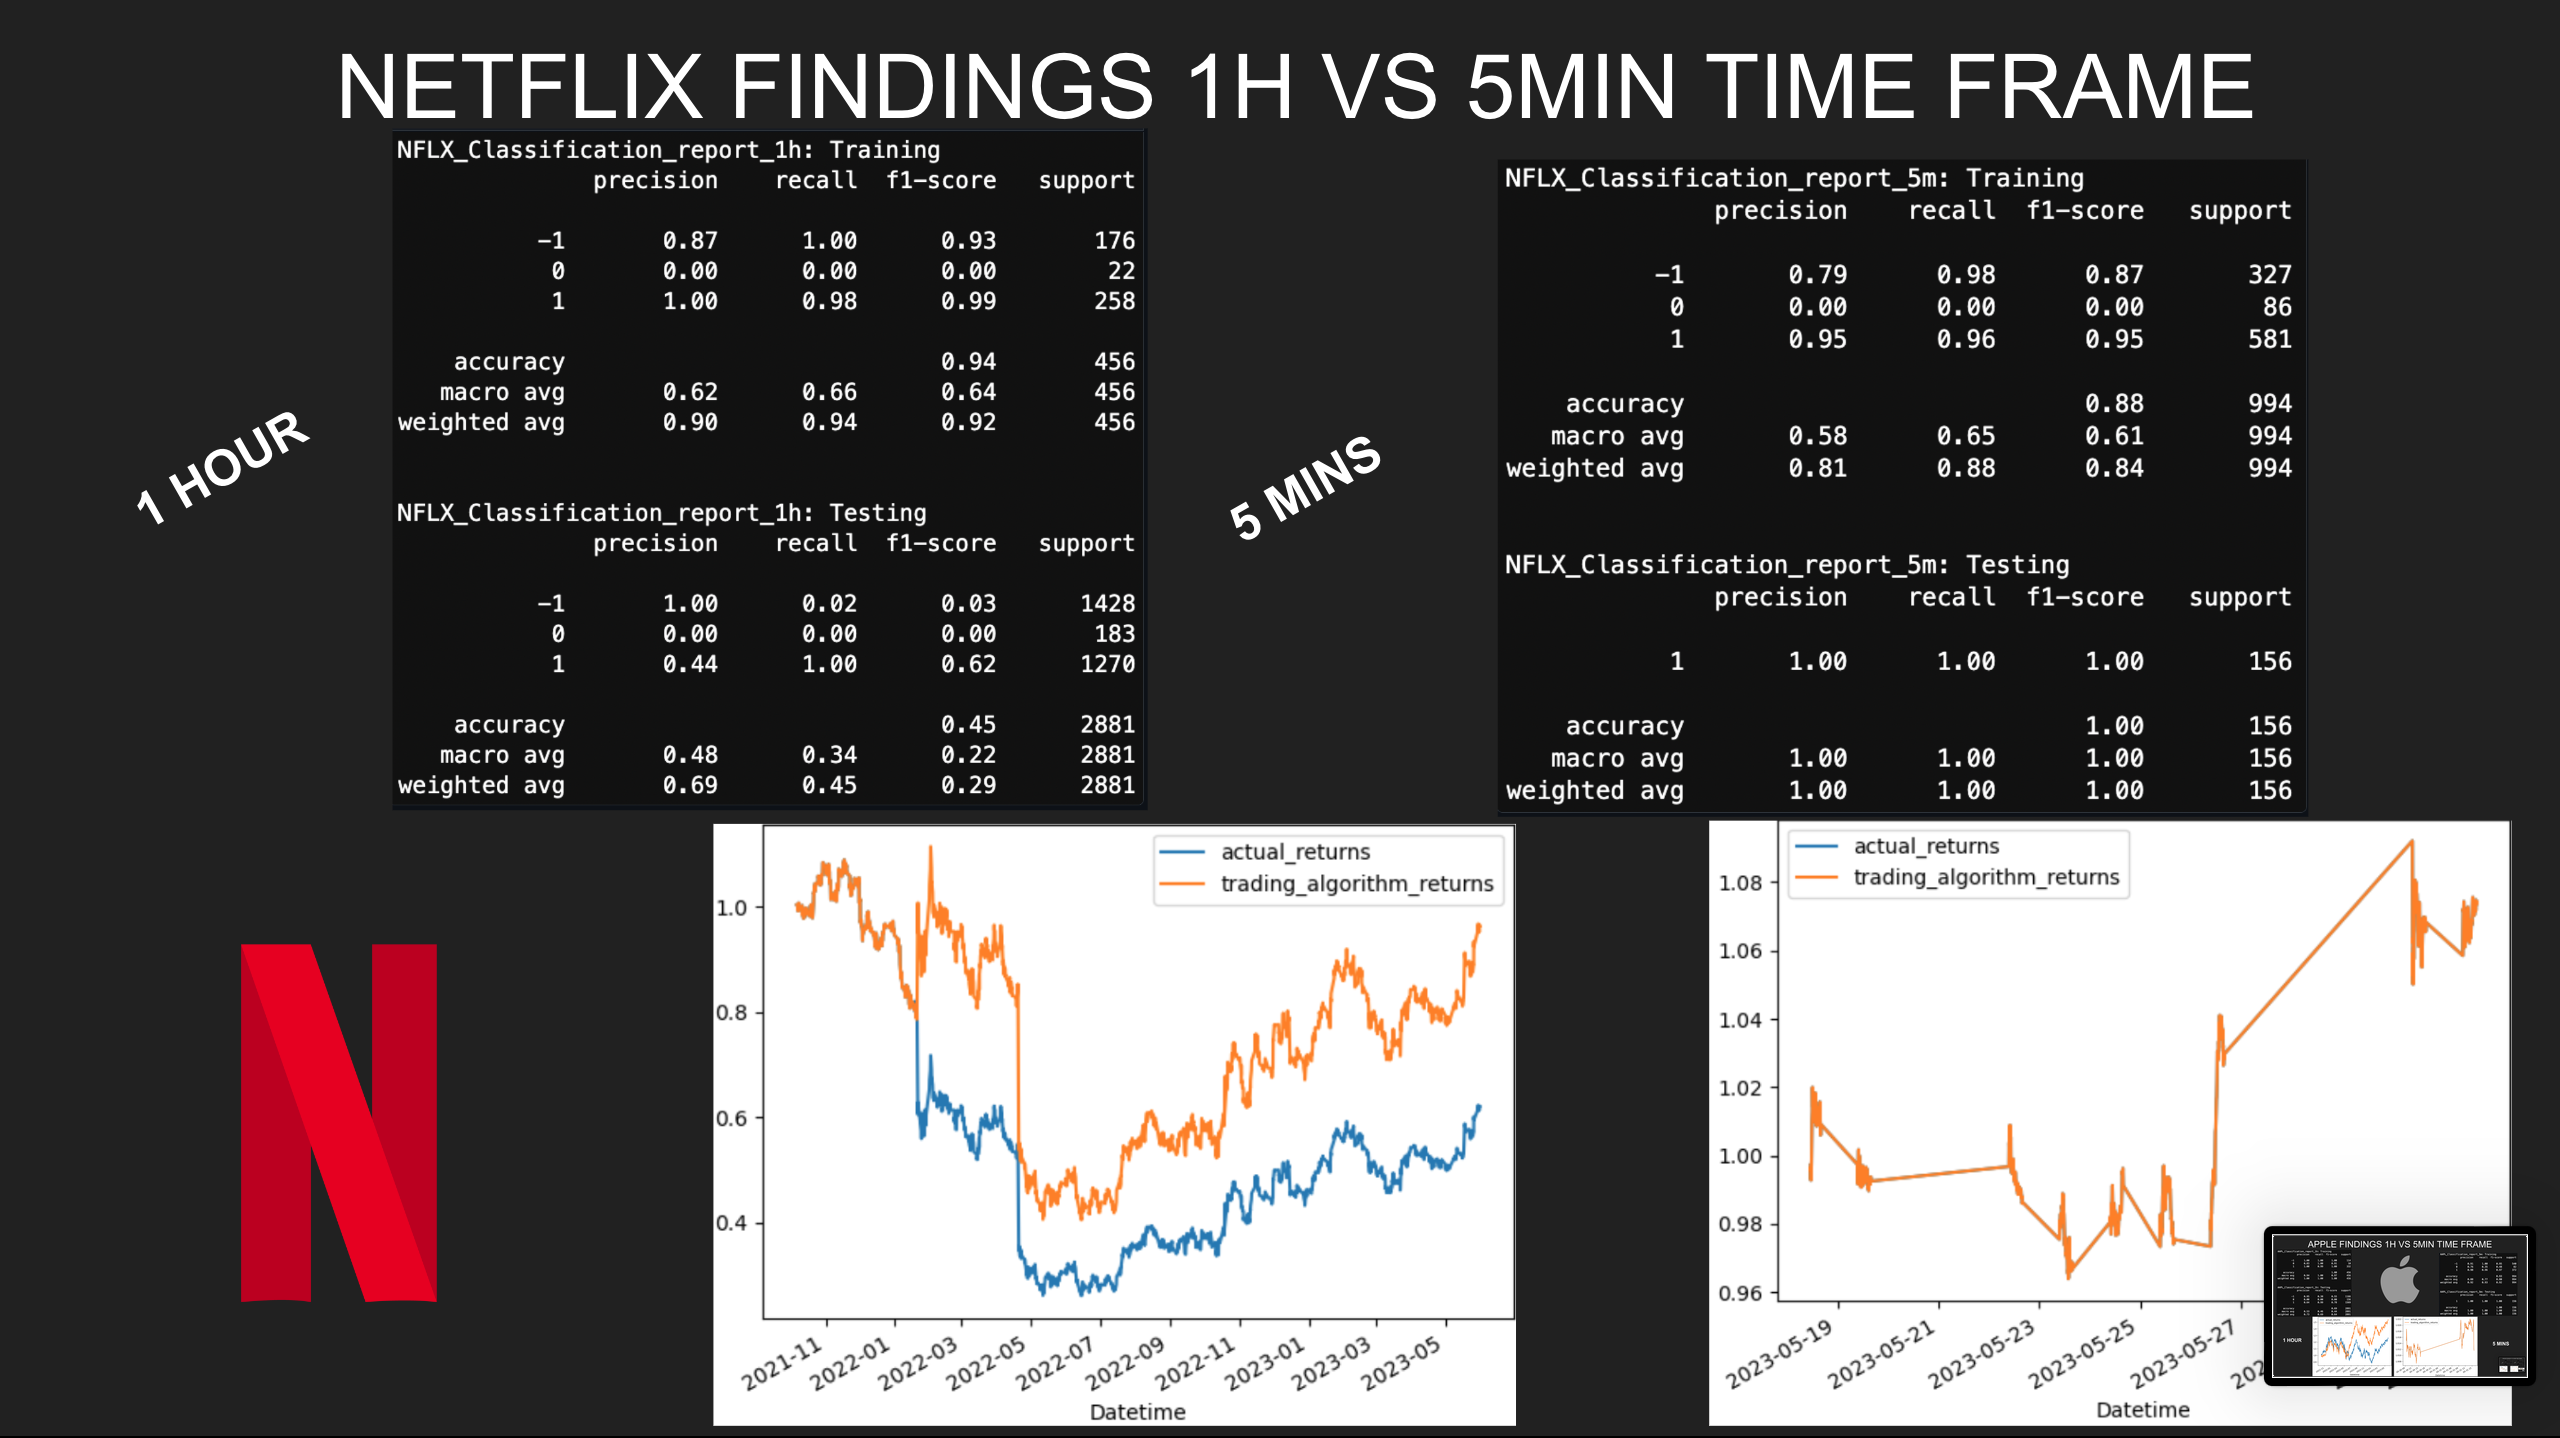 NETFLIX FINDINGS 1H VS 5MIN TIME FRAME
NFLX_Classification_report_1h: Training
precision recall f1-score support
-1 0.87 1.00 0.93 176
0 0.00 0.00 0.00 22
1 1.00 0.98 0.99 258
accuracy 0.94 456
macro avg 0.62 0.66 0.64 456
weighted avg 0.90 0.94 0.92 456
NFLX_Classification_report_1h: Testing
precision recall f1-score support
-1 1.00 0.02 0.03 1428
0 0.00 0.00 0.00 183
1 0.44 1.00 0.62 1270
accuracy 0.45 2881
macro avg 0.48 0.34 0.22 2881
weighted avg 0.69 0.45 0.29 2881
1 HOUR
NFLX_Classification_report_5m: Training
precision recall f1-score support
-1 0.79 0.98 0.87 327
0 0.00 0.00 0.00 86
1 0.95 0.96 0.95 581
accuracy 0.88 994
macro avg 0.58 0.65 0.61 994
weighted avg 0.81 0.88 0.84 994
NFLX_Classification_report_5m: Testing
precision recall f1-score support
1 1.00 1.00 1.00 156
accuracy 1.00 156
macro avg 1.00 1.00 1.00 156
weighted avg 1.00 1.00 1.00 156
5 MINS
actual_returns
trading_algorithm_returns
1.0
0.8
0.6
0.4
2021-11 2022-01 2022-03 2022-05 2022-07 2022-09 2022-11 2023-01 2023-03 2023-05
Datetime
actual_returns
trading_algorithm_returns
1.08
1.06
1.04
1.02
1.00
0.98
0.96
2023-05-19 2023-05-21 2023-05-23 2023-05-25 2023-05-27
Datetime
APPLE FINDINGS 1H VS 5MIN TIME FRAME
1 HOUR
5 MINS